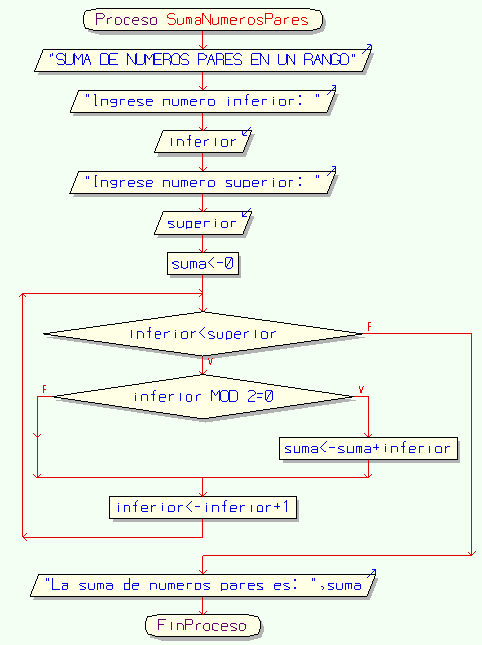 Proceso SumaNumerosPares
"SUMA DE NUMEROS PARES EN UN RANGO"
"Ingrese numero inferior: "
inferior
"Ingrese numero superior: "
superior
suma<-0
inferior<superior
F
V
inferior MOD 2=0
F
V
suma<-suma+inferior
inferior<-inferior+1
"La suma de numeros pares es: ",suma
FinProceso